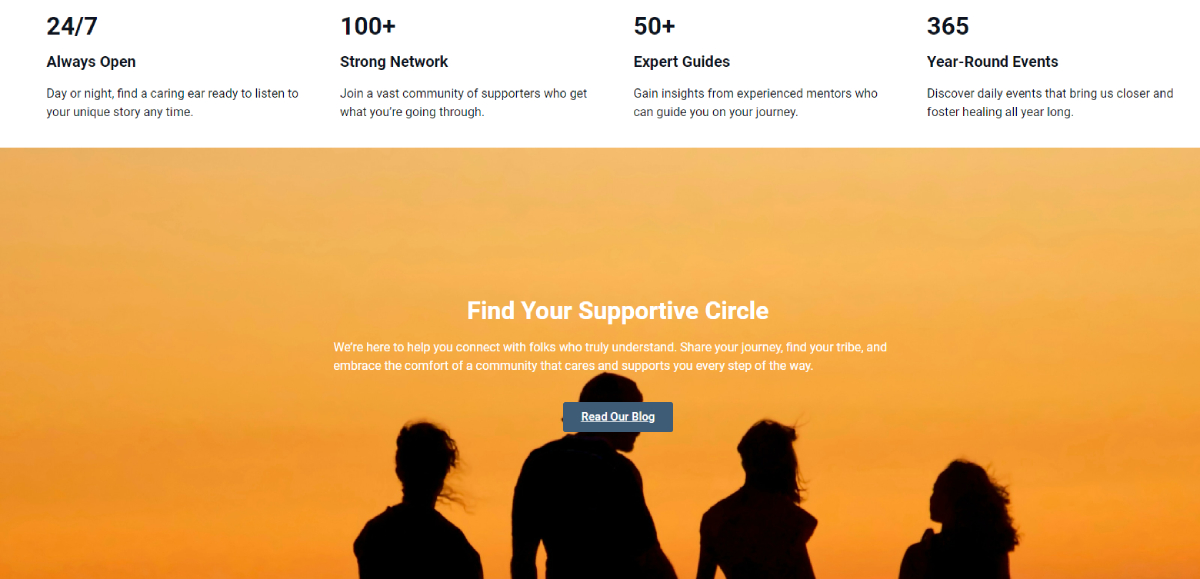 24/7
Always Open
Day or night, find a caring ear ready to listen to
your unique story any time.
100+
Strong Network
Join a vast community of supporters who get
what you’re going through.
50+
Expert Guides
Gain insights from experienced mentors who
can guide you on your journey.
365
Year-Round Events
Discover daily events that bring us closer and
foster healing all year long.
Find Your Supportive Circle
We’re here to help you connect with folks who truly understand. Share your journey, find your tribe, and
embrace the comfort of a community that cares and supports you every step of the way.
Read Our Blog